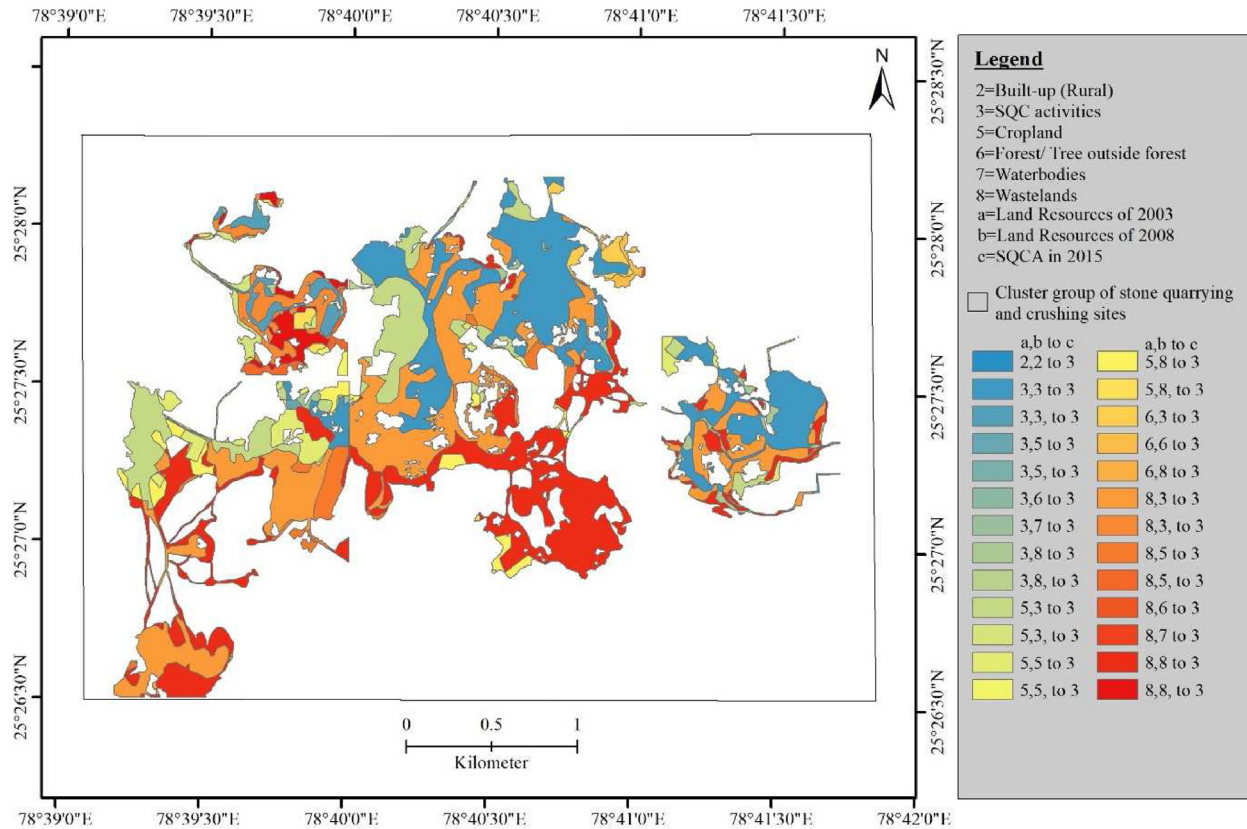 78°39'0"E 78°39'30"E 78°40'0"E 78°40'30"E 78°41'0"E 78°41'30"E
N
25°28'30"N
25°28'0"N 25°28'0"N
25°27'30"N 25°27'30"N
25°27'0"N 25°27'0"N
25°26'30"N 25°26'30"N
0 0.5 1
Kilometer
78°39'0"E 78°39'30"E 78°40'0"E 78°40'30"E 78°41'0"E 78°41'30"E 78°42'0"E
Legend
2=Built-up (Rural)
3=SQC activities
5=Cropland
6=Forest/ Tree outside forest
7=Waterbodies
8=Wastelands
a=Land Resources of 2003
b=Land Resources of 2008
c=SQCA in 2015
Cluster group of stone quarrying
and crushing sites
a,b to c a,b to c
2,2 to 3 5,8 to 3
3,3 to 3 5,8, to 3
3,3, to 3 6,3 to 3
3,5 to 3 6,6 to 3
3,5, to 3 6,8 to 3
3,6 to 3 8,3 to 3
3,7 to 3 8,3, to 3
3,8 to 3 8,5 to 3
3,8, to 3 8,5, to 3
5,3 to 3 8,6 to 3
5,3, to 3 8,7 to 3
5,5 to 3 8,8 to 3
5,5, to 3 8,8, to 3